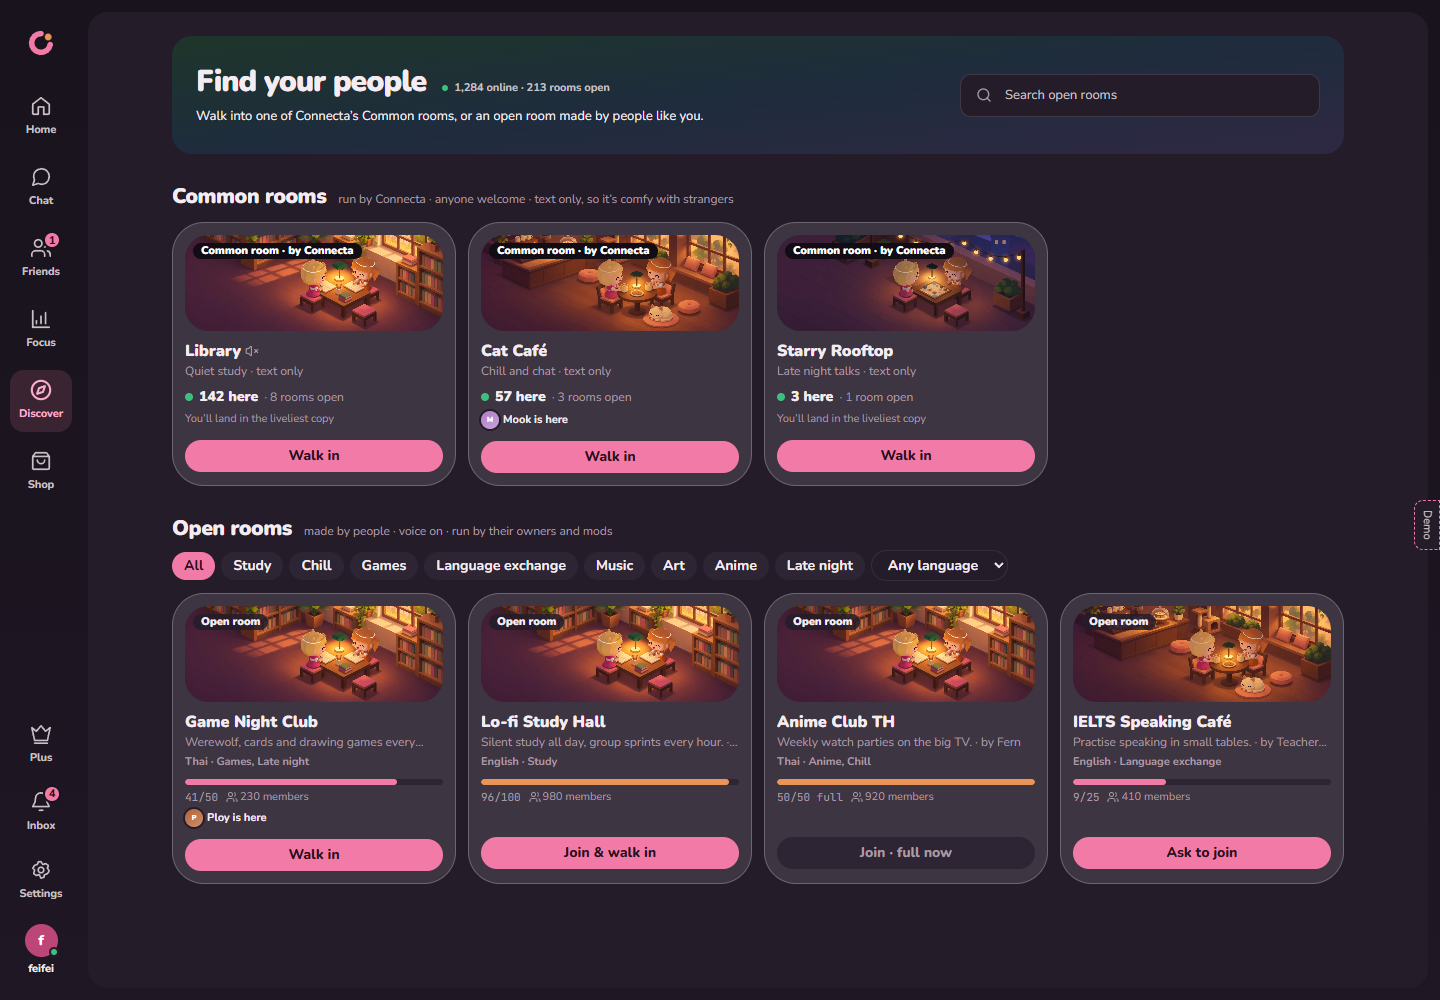 Home
Chat
1
Friends
Focus
Discover
Shop
Plus
4
Inbox
Settings
f
feifei
Find your people
1,284 online · 213 rooms open
Walk into one of Connecta's Common rooms, or an open room made by people like you.
Search open rooms
Common rooms
run by Connecta · anyone welcome · text only, so it's comfy with strangers
Common room · by Connecta
Library
Quiet study · text only
142 here · 8 rooms open
You'll land in the liveliest copy
Walk in
Common room · by Connecta
Cat Café
Chill and chat · text only
57 here · 3 rooms open
M Mook is here
Walk in
Common room · by Connecta
Starry Rooftop
Late night talks · text only
3 here · 1 room open
You'll land in the liveliest copy
Walk in
Open rooms
made by people · voice on · run by their owners and mods
All
Study
Chill
Games
Language exchange
Music
Art
Anime
Late night
Any language
Open room
Game Night Club
Werewolf, cards and drawing games every...
Thai · Games, Late night
41/50 230 members
P Ploy is here
Walk in
Open room
Lo-fi Study Hall
Silent study all day, group sprints every hour. ·...
English · Study
96/100 980 members
Join & walk in
Open room
Anime Club TH
Weekly watch parties on the big TV. · by Fern
Thai · Anime, Chill
50/50 full 920 members
Join · full now
Open room
IELTS Speaking Café
Practise speaking in small tables. · by Teacher...
English · Language exchange
9/25 410 members
Ask to join
Demo